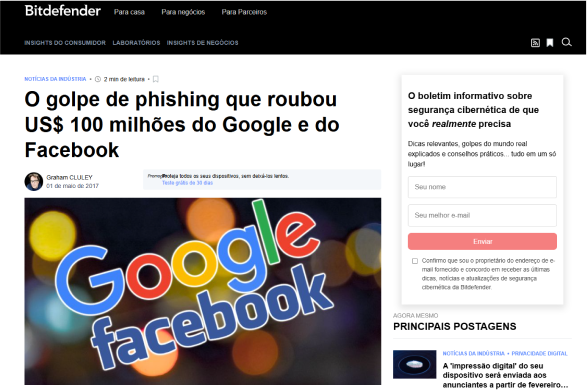 Bitdefender
Para casa Para negócios Para Parceiros
INSIGHTS DO CONSUMIDOR LABORATÓRIOS INSIGHTS DE NEGÓCIOS
NOTÍCIAS DA INDÚSTRIA • 2 min de leitura •
O golpe de phishing que roubou
US$ 100 milhões do Google e do
Facebook
Graham CLULEY
01 de maio de 2017
Proteja todos os seus dispositivos, sem deixá-los lentos.
Teste grátis de 30 dias
Google
facebook
O boletim informativo sobre
segurança cibernética de que
você realmente precisa
Dicas relevantes, golpes do mundo real
explicados e conselhos práticos... tudo em um só
lugar!
Seu nome
Seu melhor e-mail
Enviar
Confirmo que sou o proprietário do endereço de e-
mail fornecido e concordo em receber as últimas
dicas, notícias e atualizações de segurança
cibernética da Bitdefender.
AGORA MESMO
PRINCIPAIS POSTAGENS
NOTÍCIAS DA INDÚSTRIA • PRIVACIDADE DIGITAL
A 'impressão digital' do seu
dispositivo será enviada aos
anunciantes a partir de fevereiro…